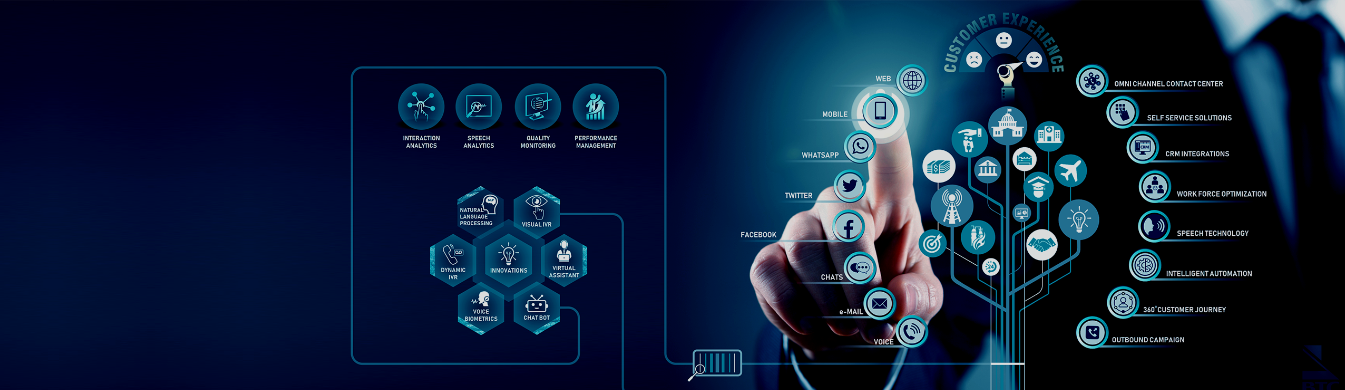 CUSTOMER EXPERIENCE
INTERACTION
ANALYTICS
SPEECH
ANALYTICS
QUALITY
MONITORING
PERFORMANCE
MANAGEMENT
NATURAL
LANGUAGE
PROCESSING
VISUAL IVR
DYNAMIC
IVR
INNOVATIONS
VIRTUAL
ASSISTANT
VOICE
BIOMETRICS
CHAT BOT
WEB
MOBILE
WHATSAPP
TWITTER
FACEBOOK
CHATS
e-MAIL
VOICE
OMNI CHANNEL CONTACT CENTER
SELF SERVICE SOLUTIONS
CRM INTEGRATIONS
WORK FORCE OPTIMIZATION
SPEECH TECHNOLOGY
INTELLIGENT AUTOMATION
360°CUSTOMER JOURNEY
OUTBOUND CAMPAIGN